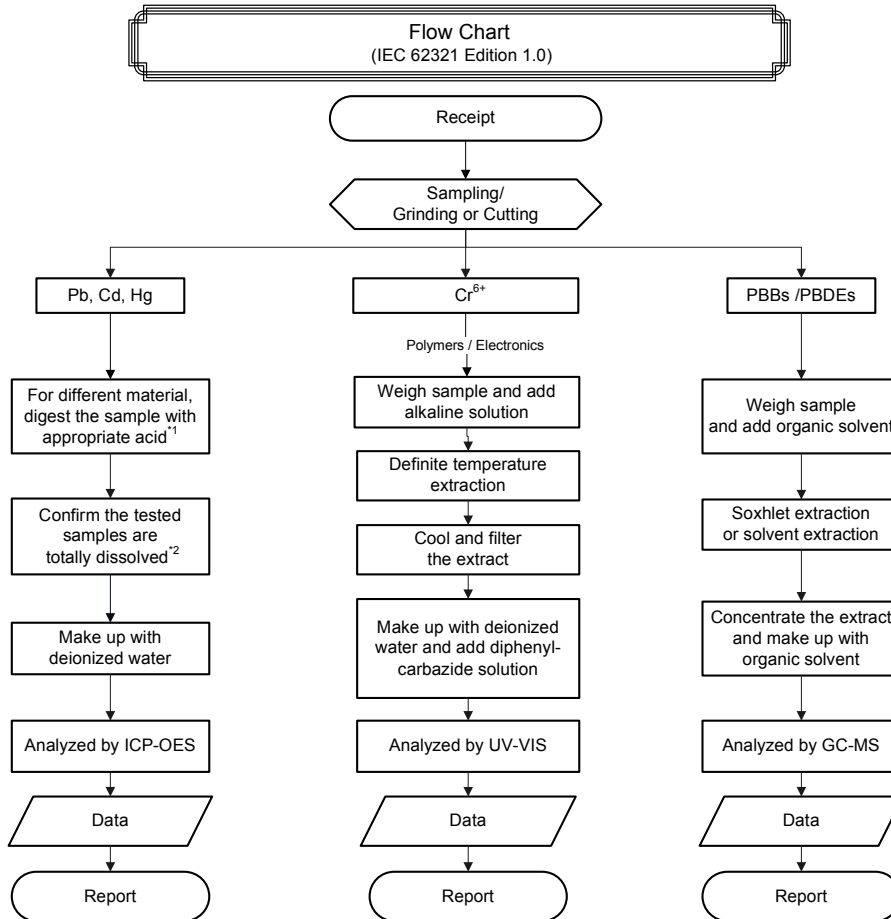 Flow Chart
(IEC 62321 Edition 1.0)
Receipt
Sampling/
Grinding or Cutting
Pb, Cd, Hg
For different material,
digest the sample with
appropriate acid*1
Confirm the tested
samples are
totally dissolved*2
Make up with
deionized water
Analyzed by ICP-OES
Data
Report
Cr6+
Polymers / Electronics
Weigh sample and add
alkaline solution
Definite temperature
extraction
Cool and filter
the extract
Make up with deionized
water and add diphenyl-
carbazide solution
Analyzed by UV-VIS
Data
Report
PBBs /PBDEs
Weigh sample
and add organic solvent
Soxhlet extraction
or solvent extraction
Concentrate the extract
and make up with
organic solvent
Analyzed by GC-MS
Data
Report